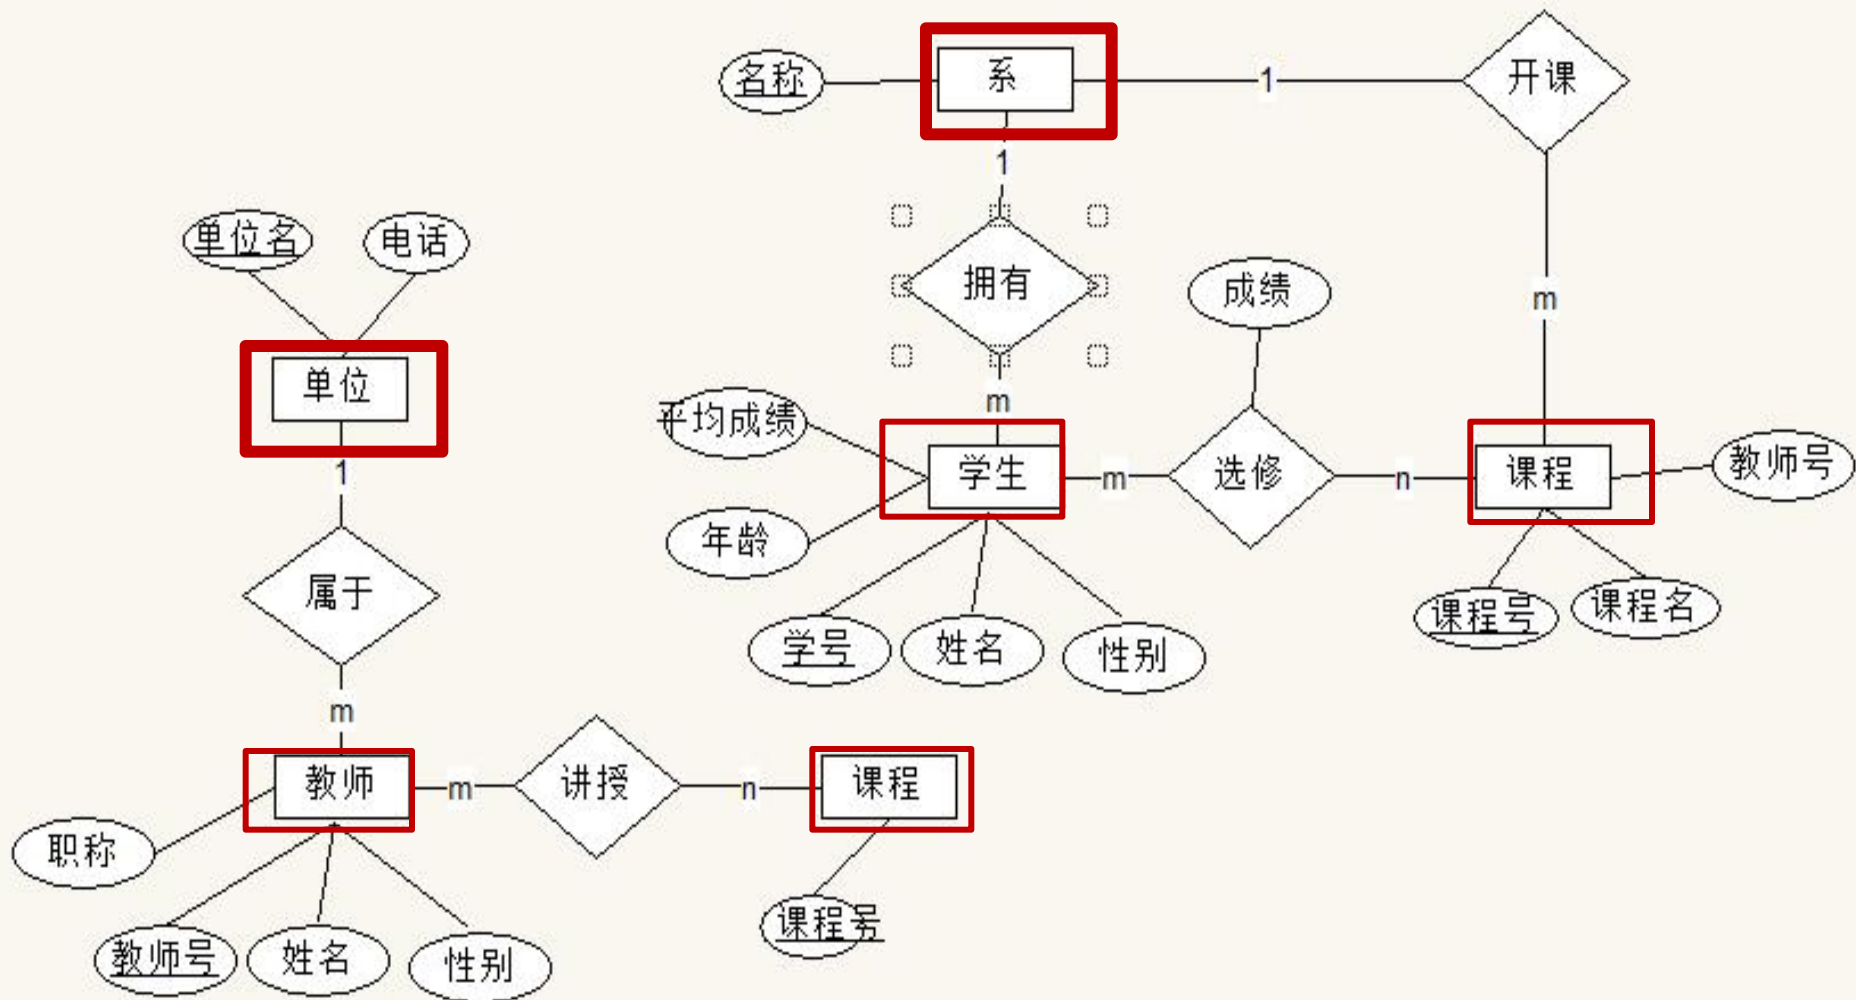 名称
系
1
开课
1
单位名
电话
拥有
成绩
m
单位
平均成绩
m
学生
m
选修
n
课程
教师号
1
年龄
属于
学号
姓名
性别
课程号
课程名
m
教师
m
讲授
n
课程
职称
教师号
姓名
性别
课程号